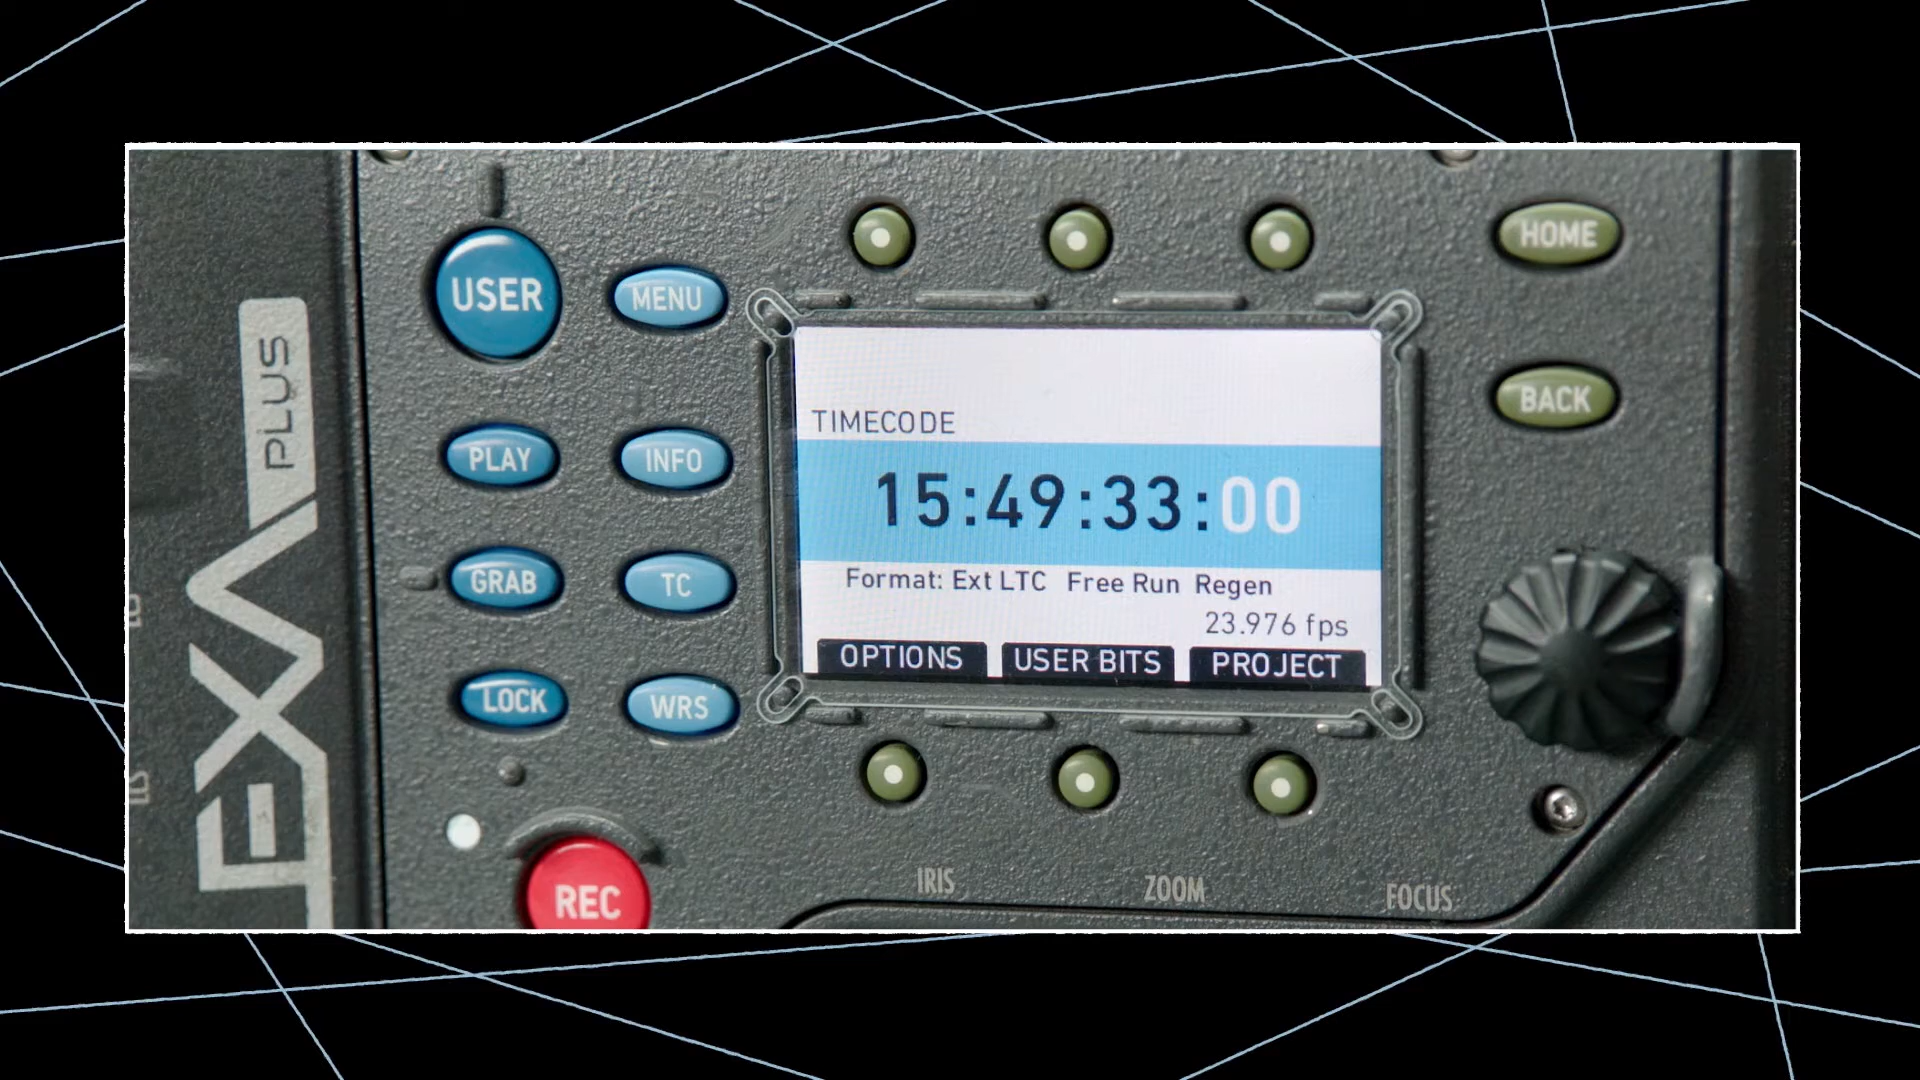 USER
MENU
HOME
PLAY
INFO
BACK
GRAB
TC
LOCK
WRS
REC
TIMECODE
15:49:33:00
Format: Ext LTC Free Run Regen
23.976 fps
OPTIONS
USER BITS
PROJECT
IRIS
ZOOM
FOCUS
PLUS